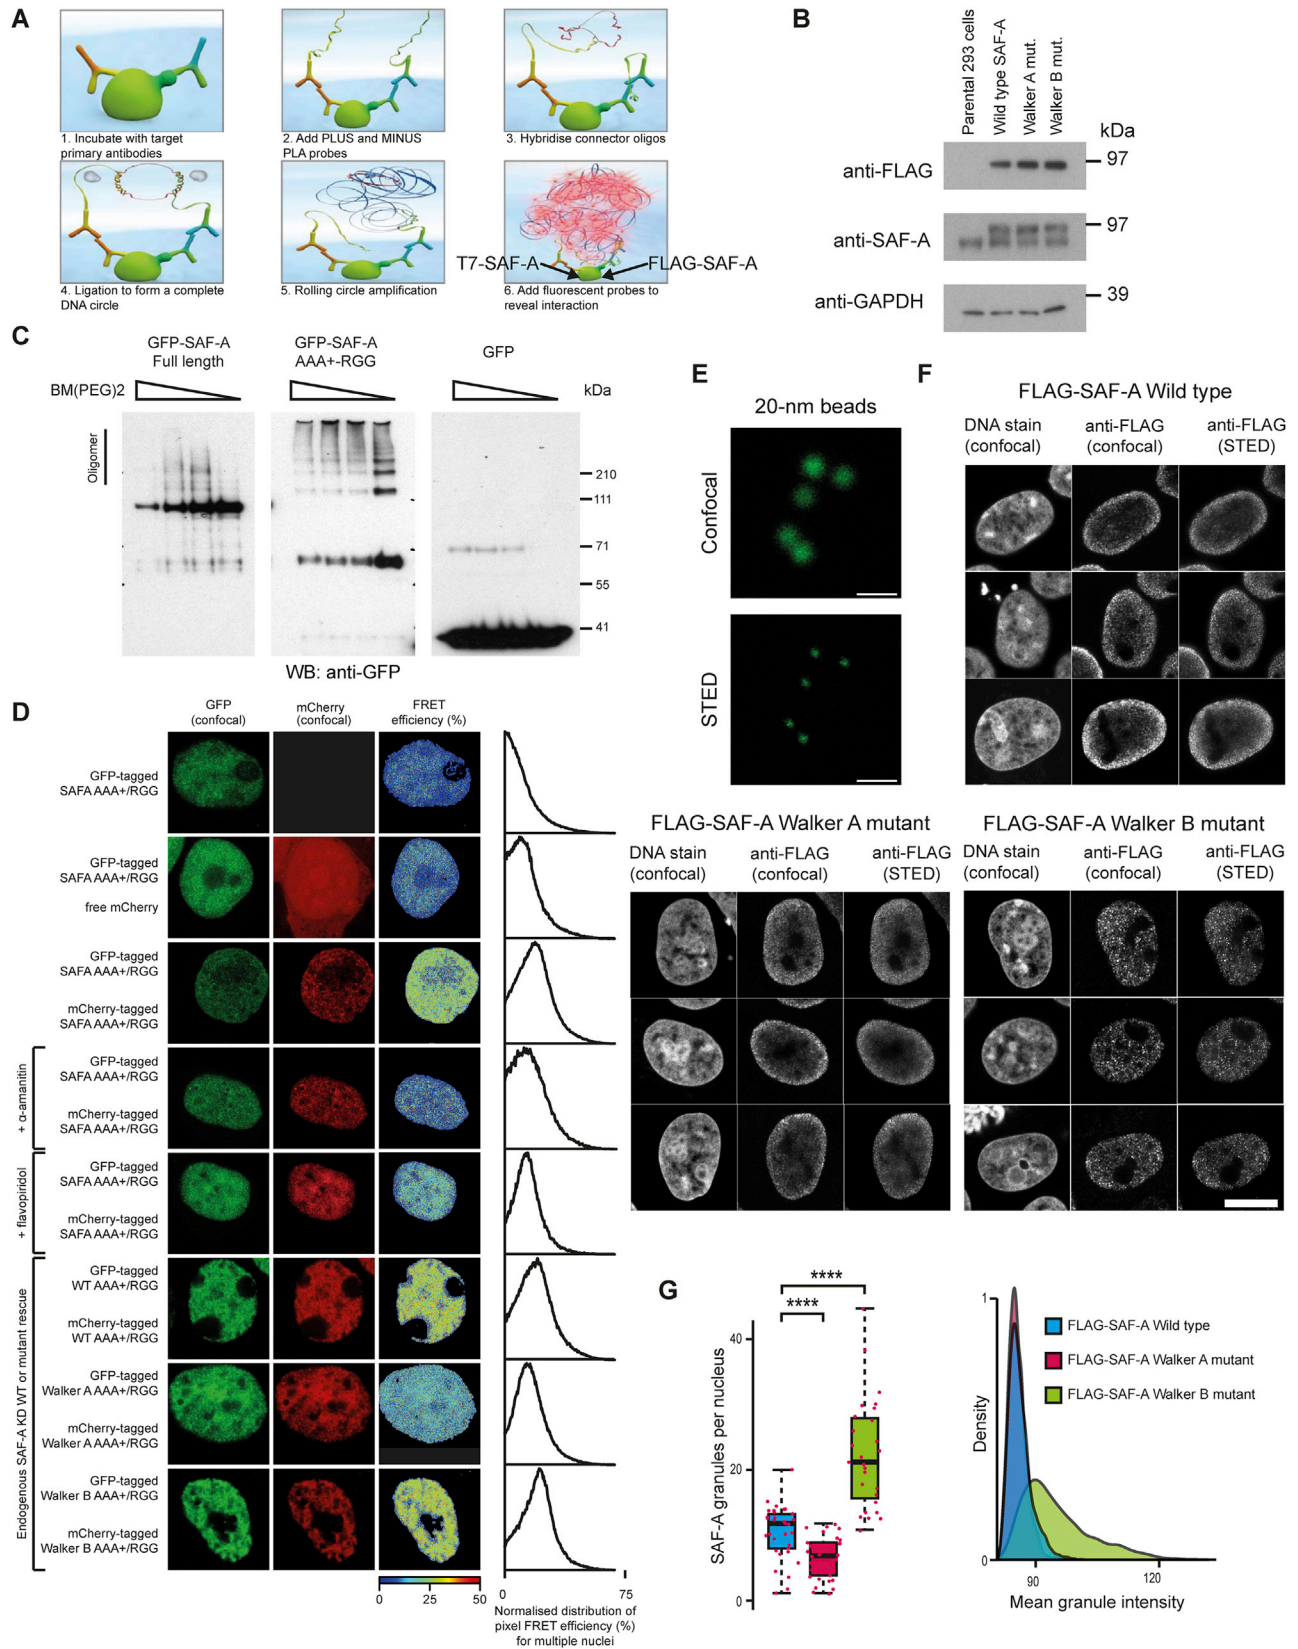 A
1. Incubate with target
primary antibodies
2. Add PLUS and MINUS
PLA probes
3. Hybridise connector oligos
4. Ligation to form a complete
DNA circle
5. Rolling circle amplification
T7-SAF-A
FLAG-SAF-A
6. Add fluorescent probes to
reveal interaction
B
Parental 293 cells
Wild type SAF-A
Walker A mut.
Walker B mut.
kDa
anti-FLAG
97
anti-SAF-A
97
anti-GAPDH
39
C
GFP-SAF-A
Full length
GFP-SAF-A
AAA+-RGG
GFP
BM(PEG)2
kDa
Oligomer
210
111
71
55
41
WB: anti-GFP
D
GFP
(confocal)
mCherry
(confocal)
FRET
efficiency (%)
GFP-tagged
SAFA AAA+/RGG
GFP-tagged
SAFA AAA+/RGG
free mCherry
GFP-tagged
SAFA AAA+/RGG
mCherry-tagged
SAFA AAA+/RGG
+ α-amanitin
GFP-tagged
SAFA AAA+/RGG
mCherry-tagged
SAFA AAA+/RGG
+ flavopiridol
GFP-tagged
SAFA AAA+/RGG
mCherry-tagged
SAFA AAA+/RGG
Endogenous SAF-A KD WT or mutant rescue
GFP-tagged
WT AAA+/RGG
mCherry-tagged
WT AAA+/RGG
GFP-tagged
Walker A AAA+/RGG
mCherry-tagged
Walker A AAA+/RGG
GFP-tagged
Walker B AAA+/RGG
mCherry-tagged
Walker B AAA+/RGG
0 25 50
0 75
Normalised distribution of
pixel FRET efficiency (%)
for multiple nuclei
E
20-nm beads
Confocal
STED
F
FLAG-SAF-A Wild type
DNA stain
(confocal)
anti-FLAG
(confocal)
anti-FLAG
(STED)
FLAG-SAF-A Walker A mutant
DNA stain
(confocal)
anti-FLAG
(confocal)
anti-FLAG
(STED)
FLAG-SAF-A Walker B mutant
DNA stain
(confocal)
anti-FLAG
(confocal)
anti-FLAG
(STED)
G
****
****
SAF-A granules per nucleus
40
20
0
Density
1
0
FLAG-SAF-A Wild type
FLAG-SAF-A Walker A mutant
FLAG-SAF-A Walker B mutant
90 120
Mean granule intensity